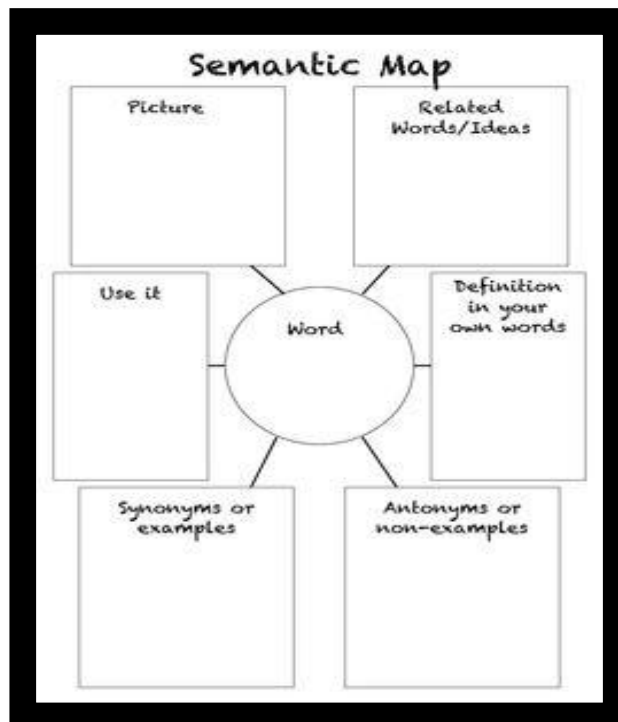 Semantic Map
Picture
Related
Words/Ideas
Use it
Word
Definition
in your
own words
Synonyms or
examples
Antonyms or
non-examples